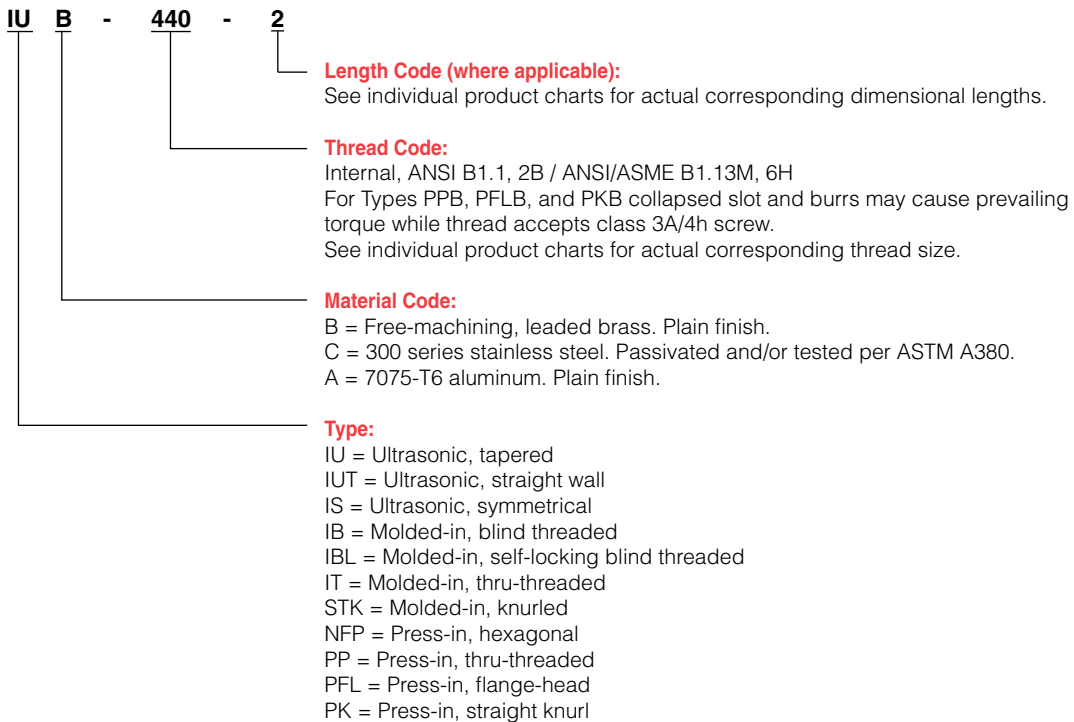 IU B - 440 - 2
Length Code (where applicable):
See individual product charts for actual corresponding dimensional lengths.
Thread Code:
Internal, ANSI B1.1, 2B / ANSI/ASME B1.13M, 6H
For Types PPB, PFLB, and PKB collapsed slot and burrs may cause prevailing
torque while thread accepts class 3A/4h screw.
See individual product charts for actual corresponding thread size.
Material Code:
B = Free-machining, leaded brass. Plain finish.
C = 300 series stainless steel. Passivated and/or tested per ASTM A380.
A = 7075-T6 aluminum. Plain finish.
Type:
IU = Ultrasonic, tapered
IUT = Ultrasonic, straight wall
IS = Ultrasonic, symmetrical
IB = Molded-in, blind threaded
IBL = Molded-in, self-locking blind threaded
IT = Molded-in, thru-threaded
STK = Molded-in, knurled
NFP = Press-in, hexagonal
PP = Press-in, thru-threaded
PFL = Press-in, flange-head
PK = Press-in, straight knurl